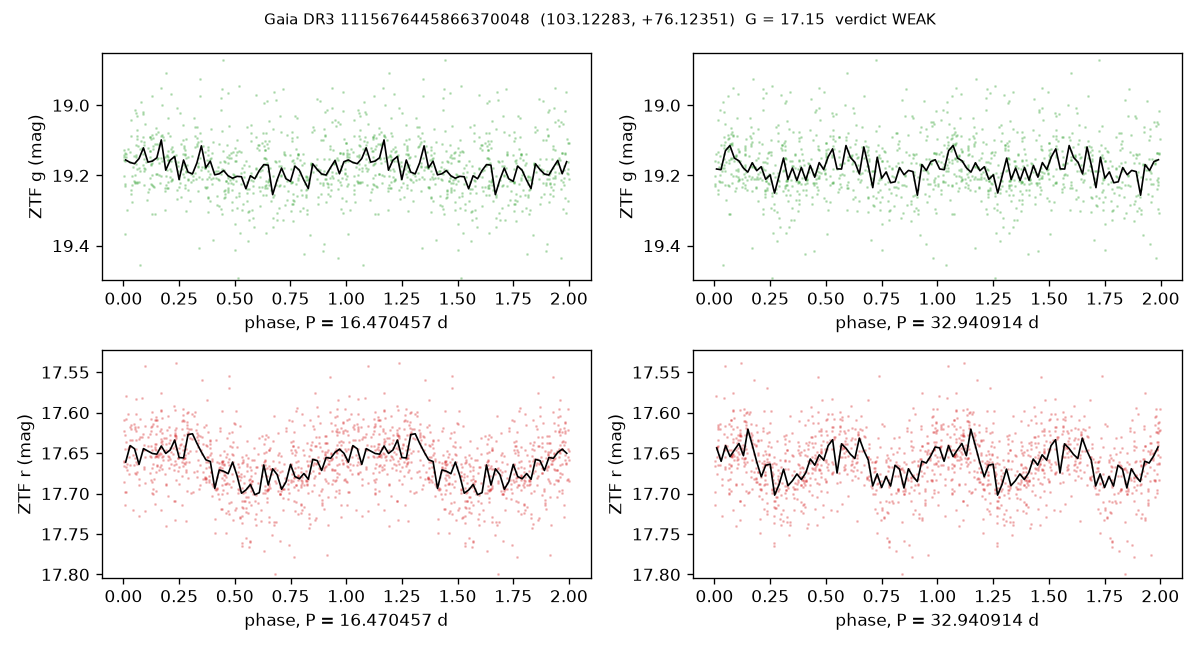 Gaia DR3 1115676445866370048  (103.12283, +76.12351)  G = 17.15  verdict WEAK
ZTF g (mag)
19.0
19.2
19.4
0.00 0.25 0.50 0.75 1.00 1.25 1.50 1.75 2.00
phase, P = 16.470457 d
ZTF g (mag)
19.0
19.2
19.4
0.00 0.25 0.50 0.75 1.00 1.25 1.50 1.75 2.00
phase, P = 32.940914 d
ZTF r (mag)
17.55
17.60
17.65
17.70
17.75
17.80
0.00 0.25 0.50 0.75 1.00 1.25 1.50 1.75 2.00
phase, P = 16.470457 d
ZTF r (mag)
17.55
17.60
17.65
17.70
17.75
17.80
0.00 0.25 0.50 0.75 1.00 1.25 1.50 1.75 2.00
phase, P = 32.940914 d